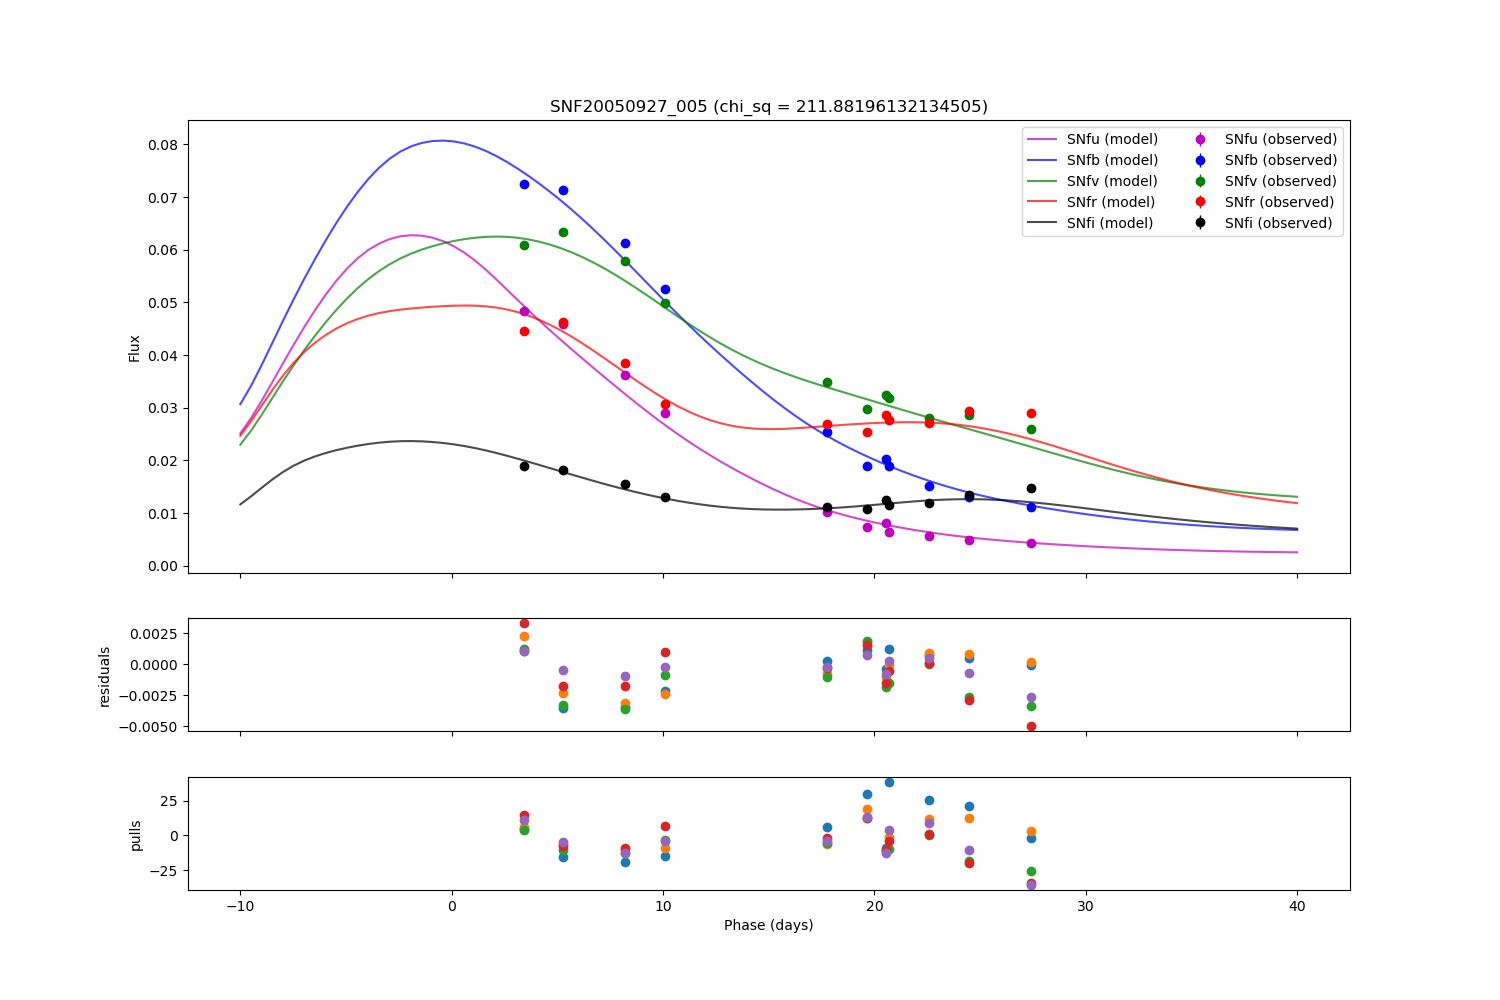 SNF20050927_005 (chi_sq = 211.88196132134505)
SNfu (model) SNfu (observed)
SNfb (model) SNfb (observed)
SNfv (model) SNfv (observed)
SNfr (model) SNfr (observed)
SNfi (model) SNfi (observed)
Flux
0.08
0.07
0.06
0.05
0.04
0.03
0.02
0.01
0.00
residuals
0.0025
0.0000
−0.0025
−0.0050
pulls
25
0
−25
−10 0 10 20 30 40
Phase (days)